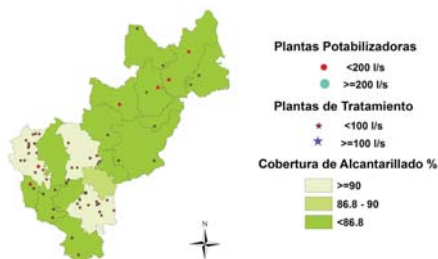 Plantas Potabilizadoras
<200 l/s
>=200 l/s
Plantas de Tratamiento
<100 l/s
>=100 l/s
Cobertura de Alcantarillado %
>=90
86.8 - 90
<86.8
N